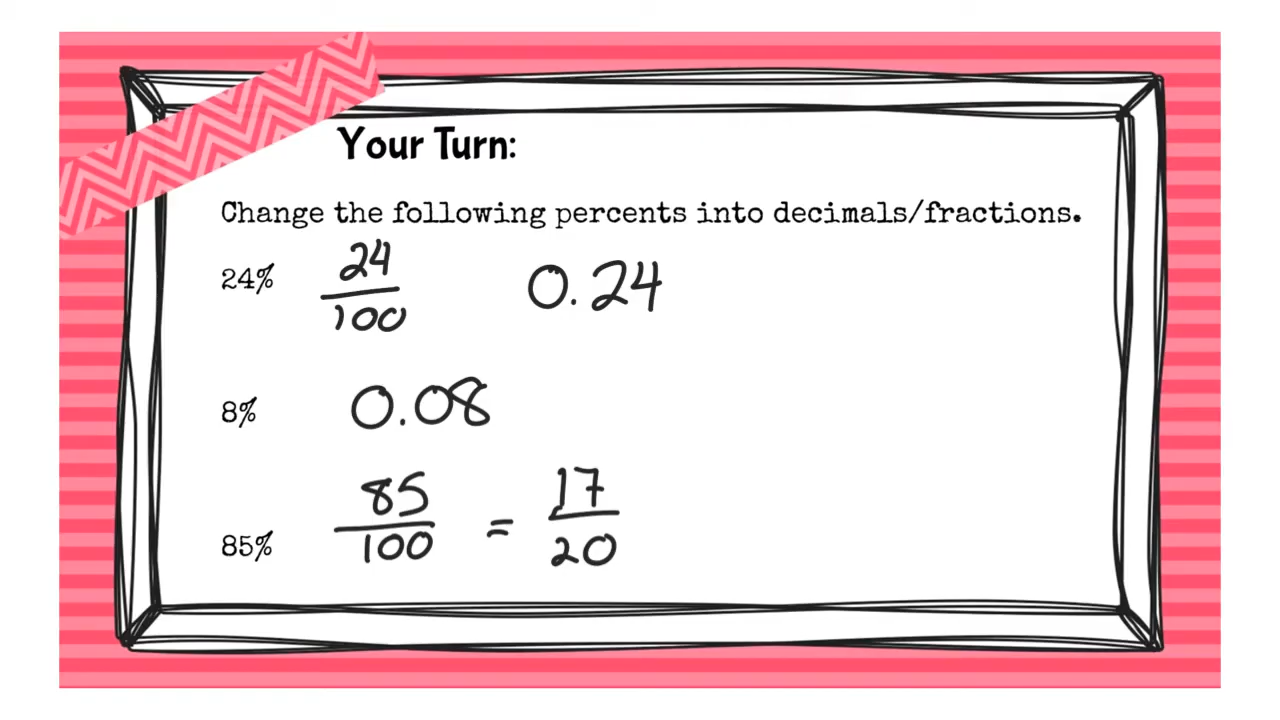 Your Turn:
Change the following percents into decimals/fractions.
24% 24/100 0.24
8% 0.08
85% 85/100 = 17/20